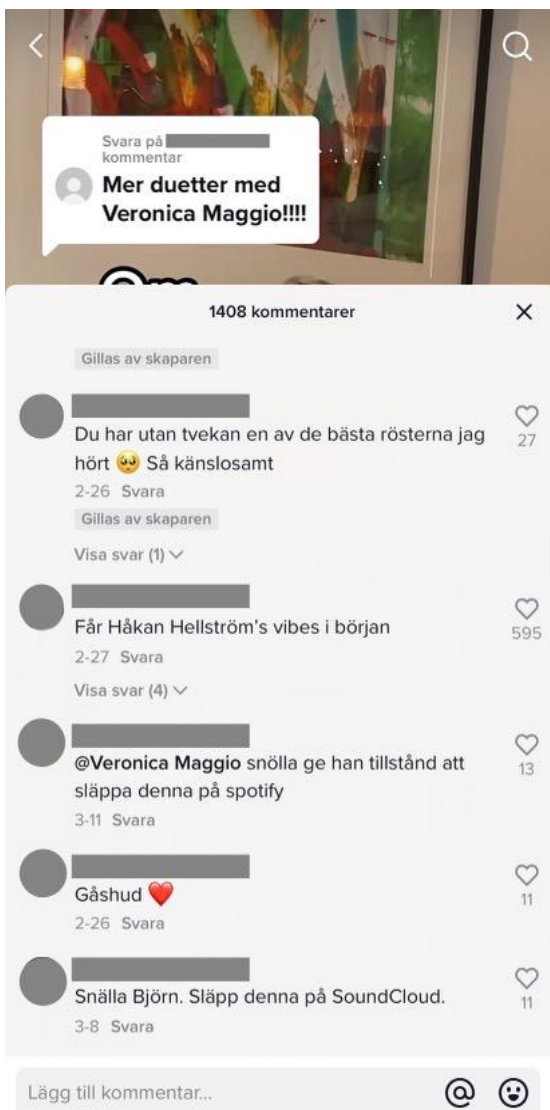 Svara på
kommentar
Mer duetter med
Veronica Maggio!!!!
1408 kommentarer
Gillas av skaparen
Du har utan tvekan en av de bästa rösterna jag
hört 🥺 Så känslosamt
27
2-26 Svara
Gillas av skaparen
Visa svar (1)
Får Håkan Hellström's vibes i början
595
2-27 Svara
Visa svar (4)
@Veronica Maggio snölla ge han tillstånd att
släppa denna på spotify
13
3-11 Svara
Gåshud ❤️
11
2-26 Svara
Snälla Björn. Släpp denna på SoundCloud.
11
3-8 Svara
Lägg till kommentar...